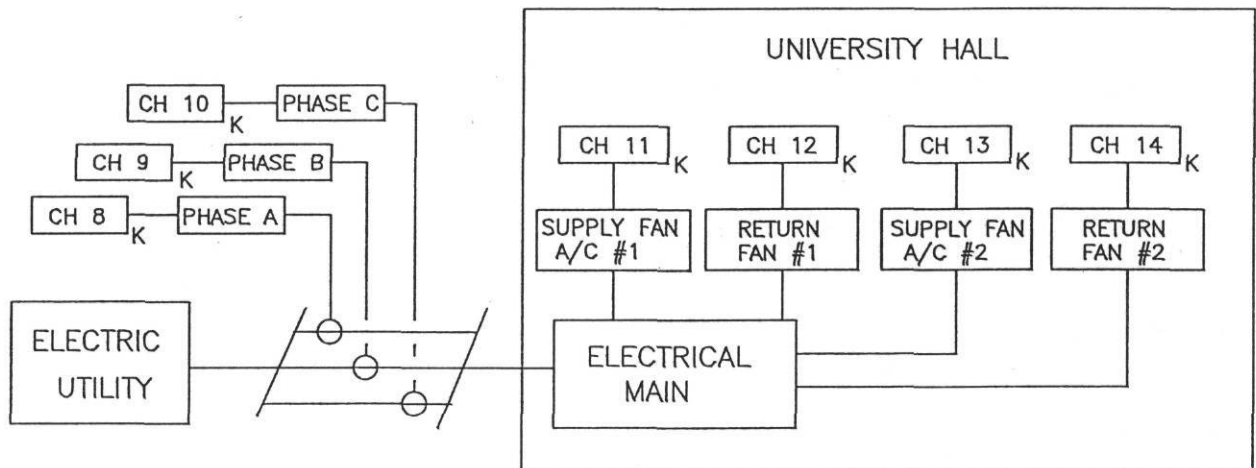 UNIVERSITY HALL
CH 10
K
PHASE C
CH 9
K
PHASE B
CH 8
K
PHASE A
CH 11
K
CH 12
K
CH 13
K
CH 14
K
SUPPLY FAN
A/C #1
RETURN
FAN #1
SUPPLY FAN
A/C #2
RETURN
FAN #2
ELECTRIC
UTILITY
ELECTRICAL
MAIN